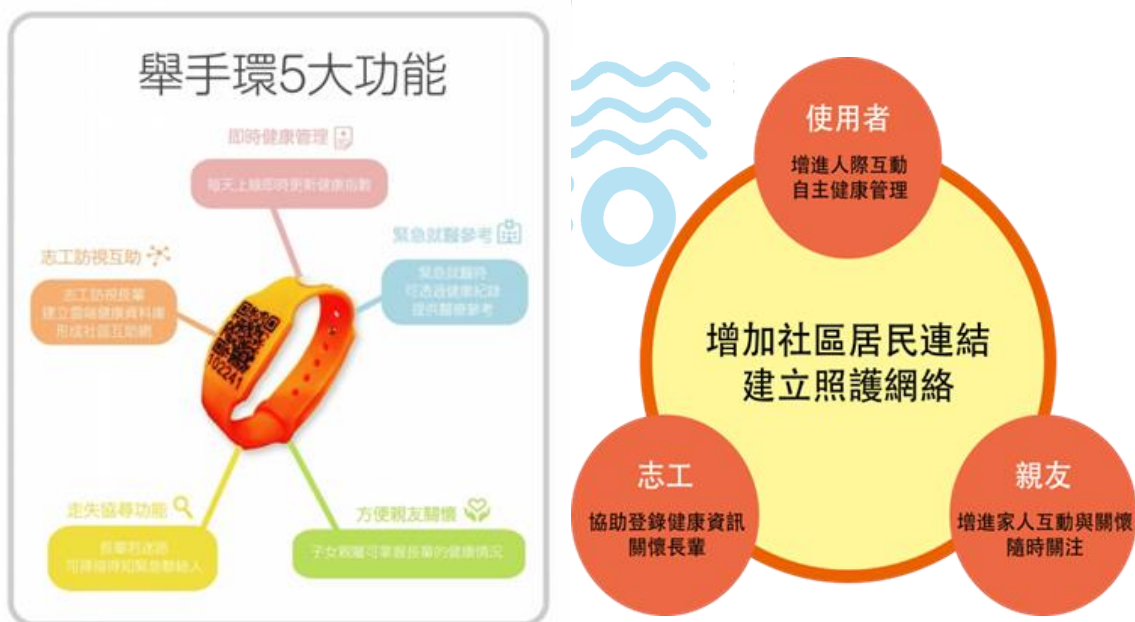 舉手環5大功能
即時健康管理
每天上線即時更新健康指數
緊急就醫參考
緊急就醫時
可透過健康紀錄
提供醫療參考
志工防視互助
志工防視長輩
建立雲端健康資料庫
形成社區互助網
102241
走失協尋功能
長輩若迷路
可掃描得知緊急聯絡人
方便親友關懷
子女親屬可掌握長輩的健康情況
使用者
增進人際互動
自主健康管理
增加社區居民連結
建立照護網絡
志工
協助登錄健康資訊
關懷長輩
親友
增進家人互動與關懷
隨時關注